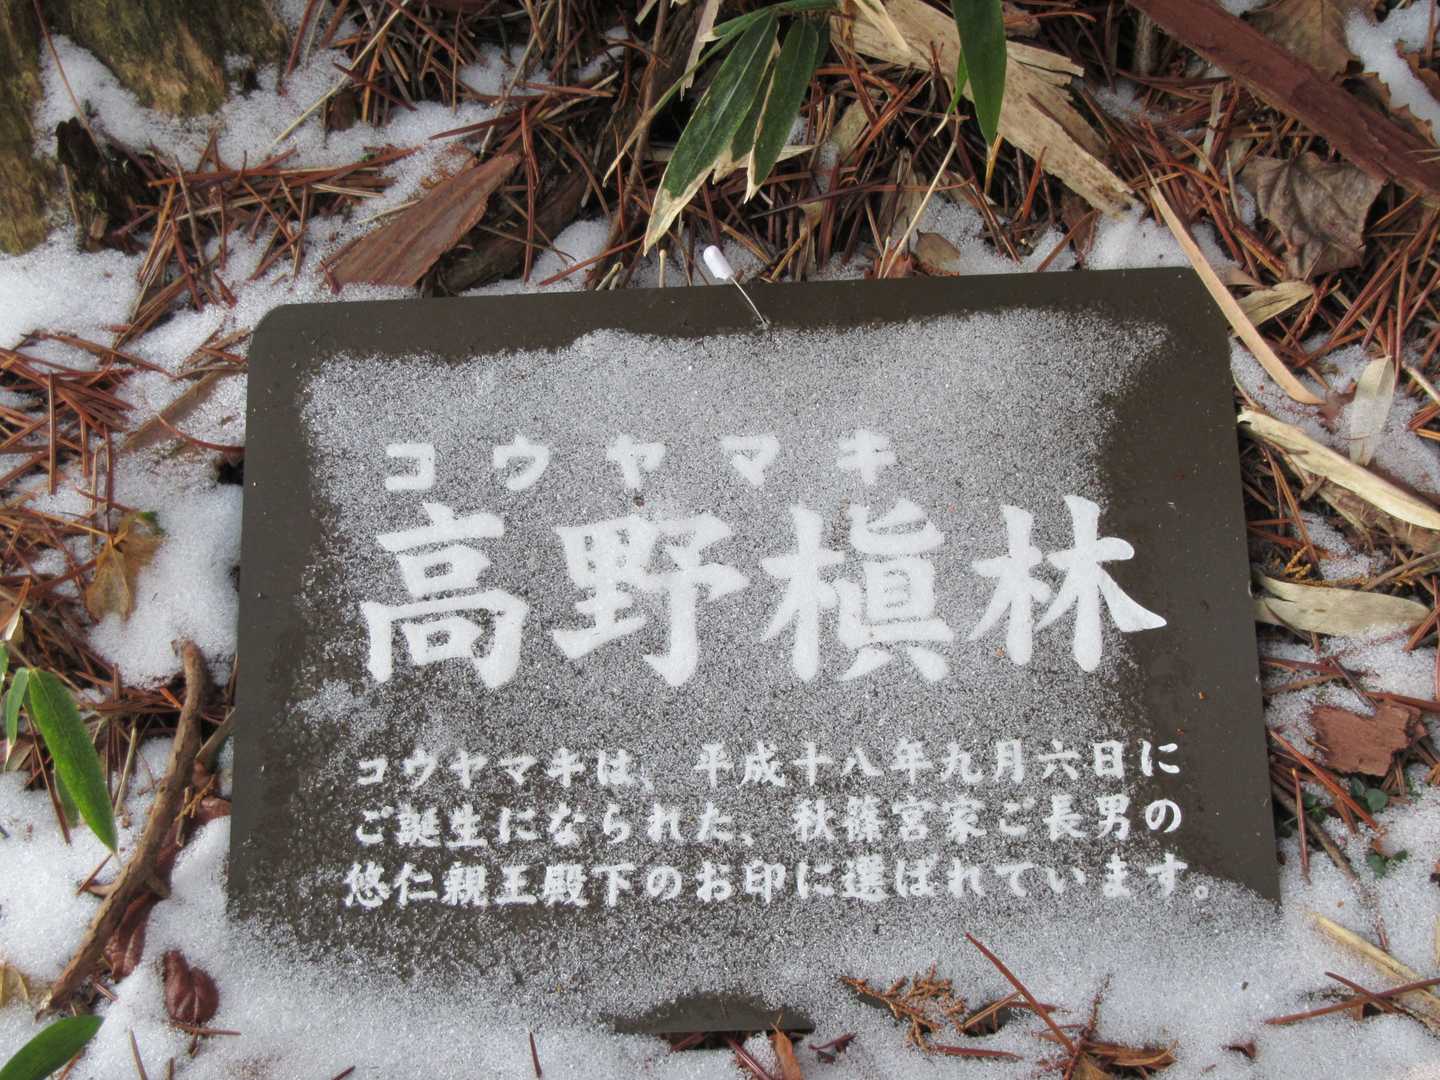 コウヤマキ
高野槇林
コウヤマキは、平成十八年九月六日に
ご誕生になられた、秋篠宮家ご長男の
悠仁親王殿下のお印に選ばれています。